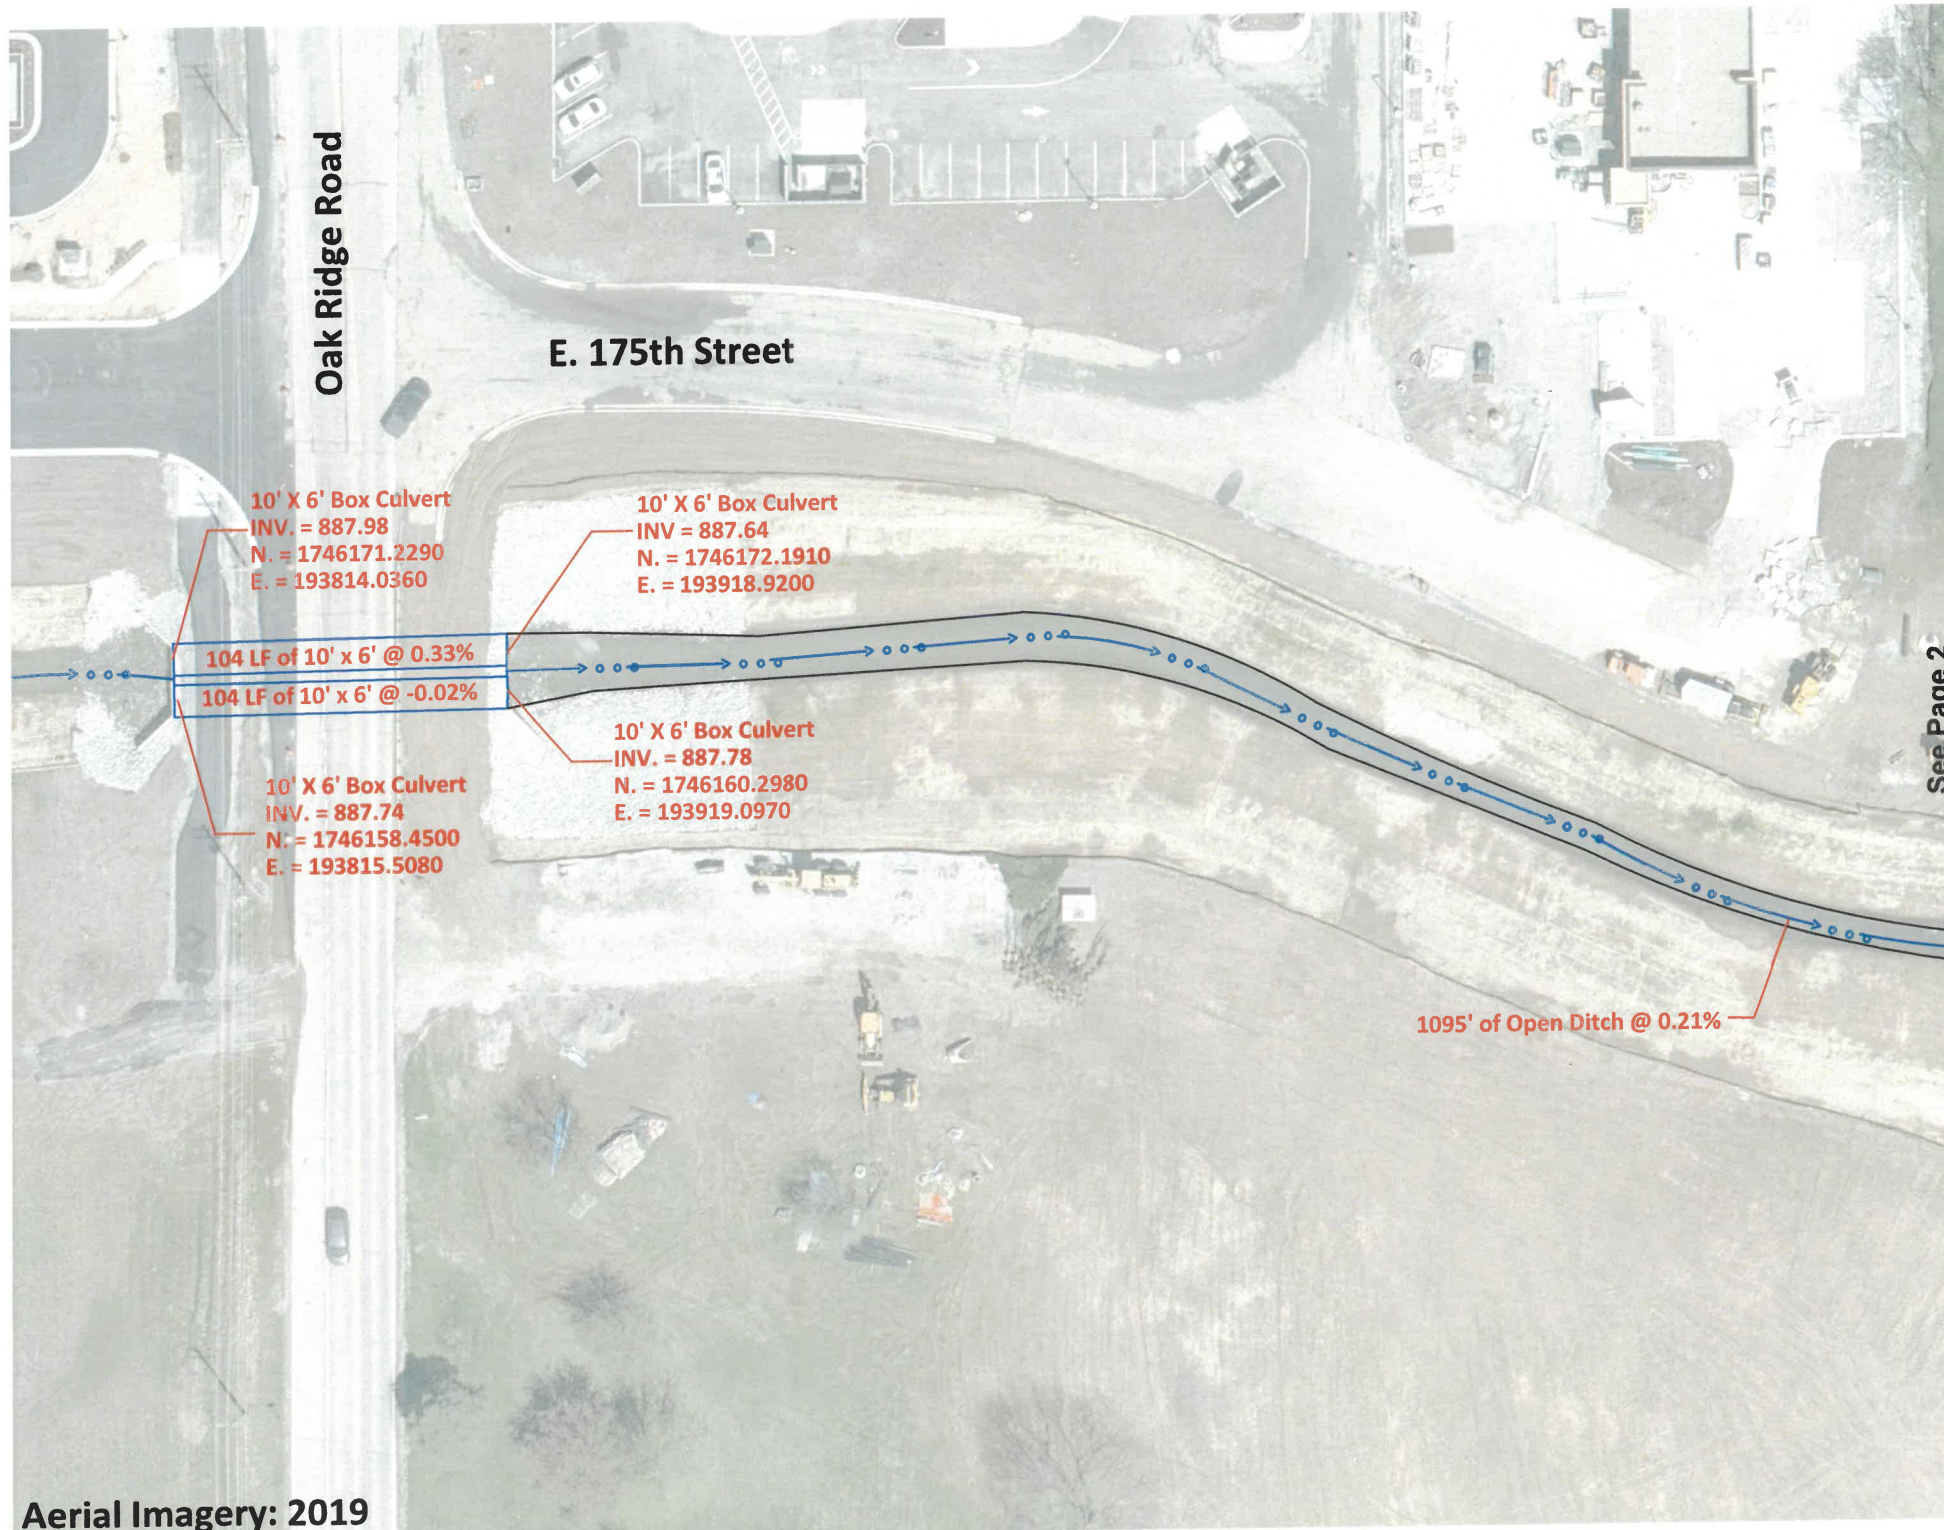 Oak Ridge Road
E. 175th Street
10' X 6' Box Culvert
INV. = 887.98
N. = 1746171.2290
E. = 193814.0360
10' X 6' Box Culvert
INV = 887.64
N. = 1746172.1910
E. = 193918.9200
104 LF of 10' x 6' @ 0.33%
104 LF of 10' x 6' @ -0.02%
10' X 6' Box Culvert
INV. = 887.78
N. = 1746160.2980
E. = 193919.0970
10' X 6' Box Culvert
INV. = 887.74
N. = 1746158.4500
E. = 193815.5080
See Page 2
1095' of Open Ditch @ 0.21%
Aerial Imagery: 2019